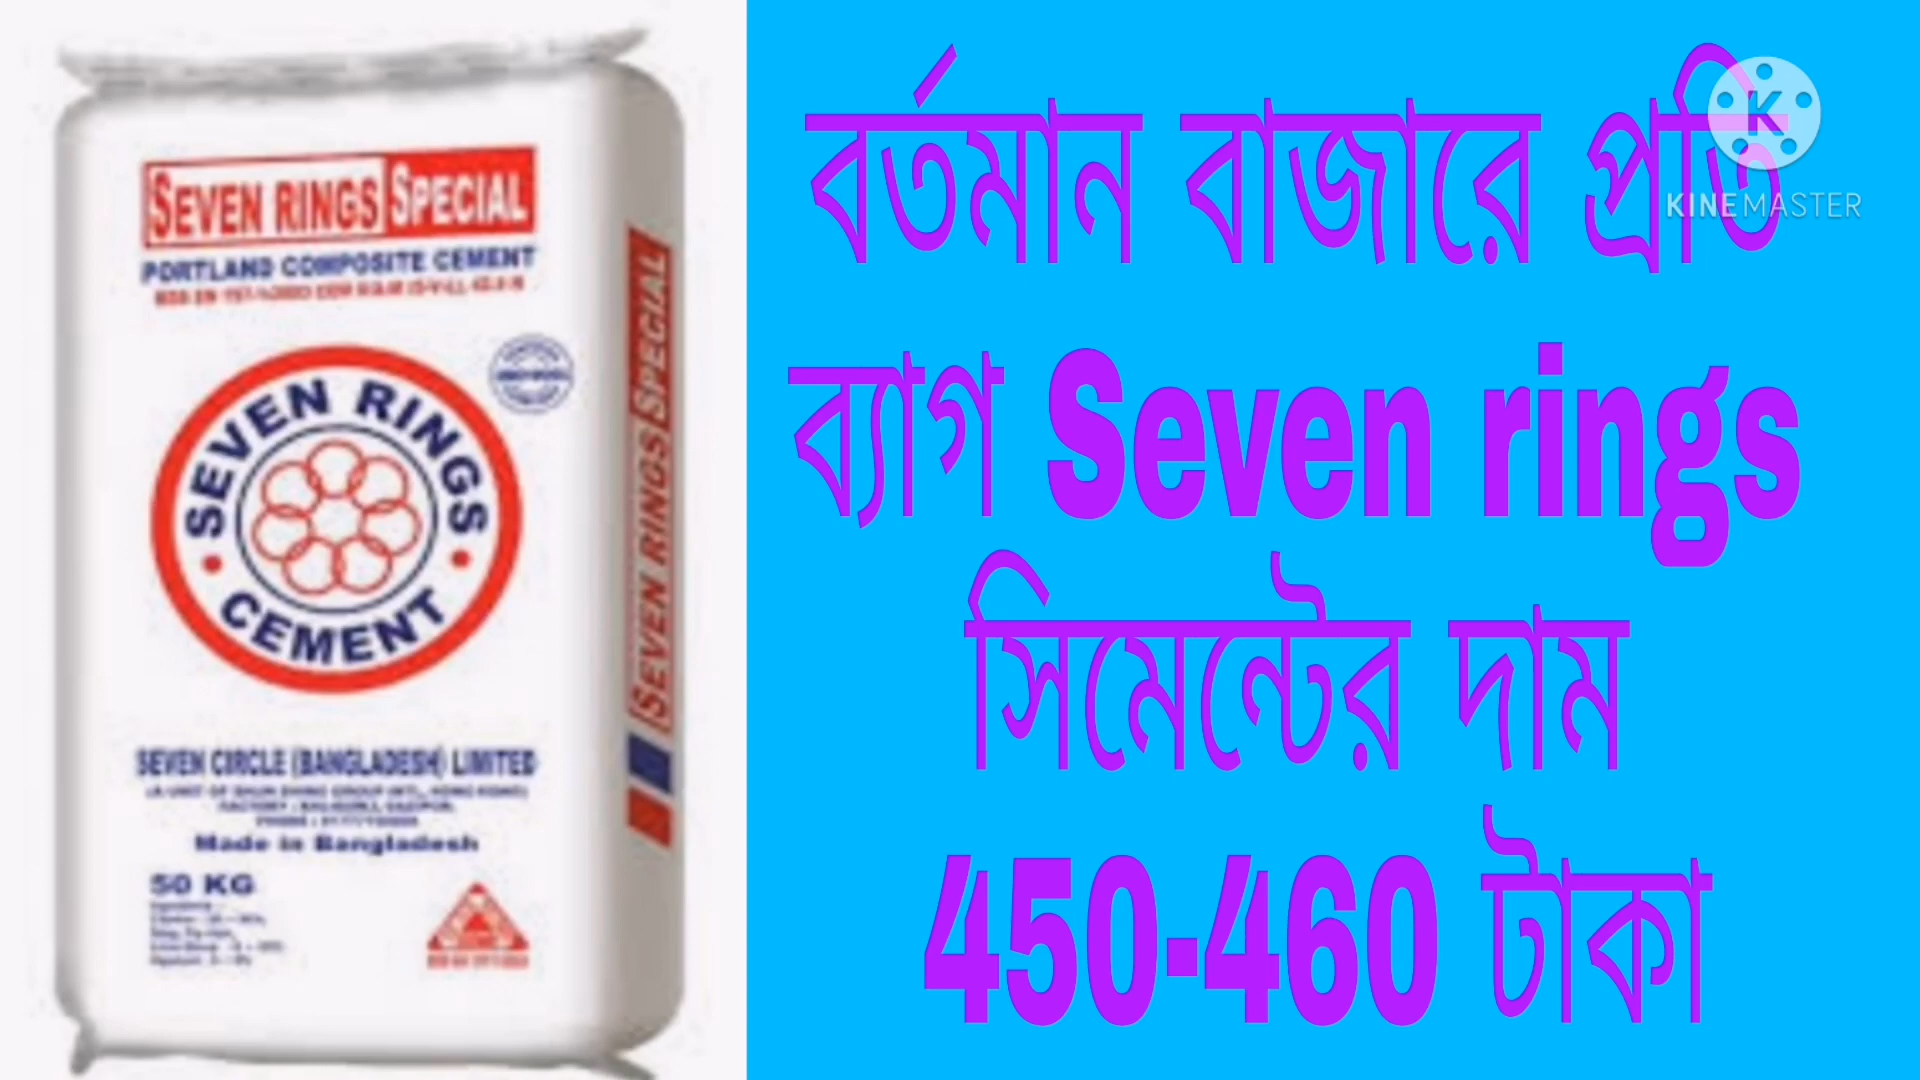 SEVEN RINGS SPECIAL
PORTLAND COMPOSITE CEMENT
SEVEN RINGS
CEMENT
SEVEN CIRCLE (BANGLADESH) LIMITED
Made in Bangladesh
50 KG
SEVEN RINGS SPECIAL
বর্তমান বাজারে প্রতি
ব্যাগ Seven rings
সিমেন্টের দাম
450-460 টাকা
K
KINEMASTER